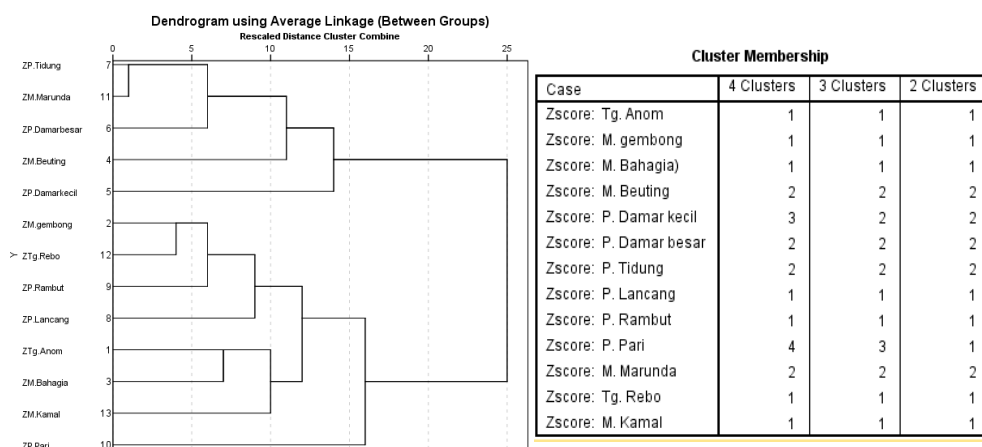 Dendrogram using Average Linkage (Between Groups)
Rescaled Distance Cluster Combine
0 5 10 15 20 25
ZP.Tidung 7
ZM.Marunda 11
ZP.Damarbesar 6
ZM.Beuting 4
ZP.Damarkecil 5
ZM.gembong 2
Y
ZTg.Rebo 12
ZP.Rambut 9
ZP.Lancang 8
ZTg.Anom 1
ZM.Bahagia 3
ZM.Kamal 13
ZP.Pari 10
Cluster Membership
Case 4 Clusters 3 Clusters 2 Clusters
Zscore: Tg. Anom 1 1 1
Zscore: M. gembong 1 1 1
Zscore: M. Bahagia) 1 1 1
Zscore: M. Beuting 2 2 2
Zscore: P. Damar kecil 3 2 2
Zscore: P. Damar besar 2 2 2
Zscore: P. Tidung 2 2 2
Zscore: P. Lancang 1 1 1
Zscore: P. Rambut 1 1 1
Zscore: P. Pari 4 3 1
Zscore: M. Marunda 2 2 2
Zscore: Tg. Rebo 1 1 1
Zscore: M. Kamal 1 1 1